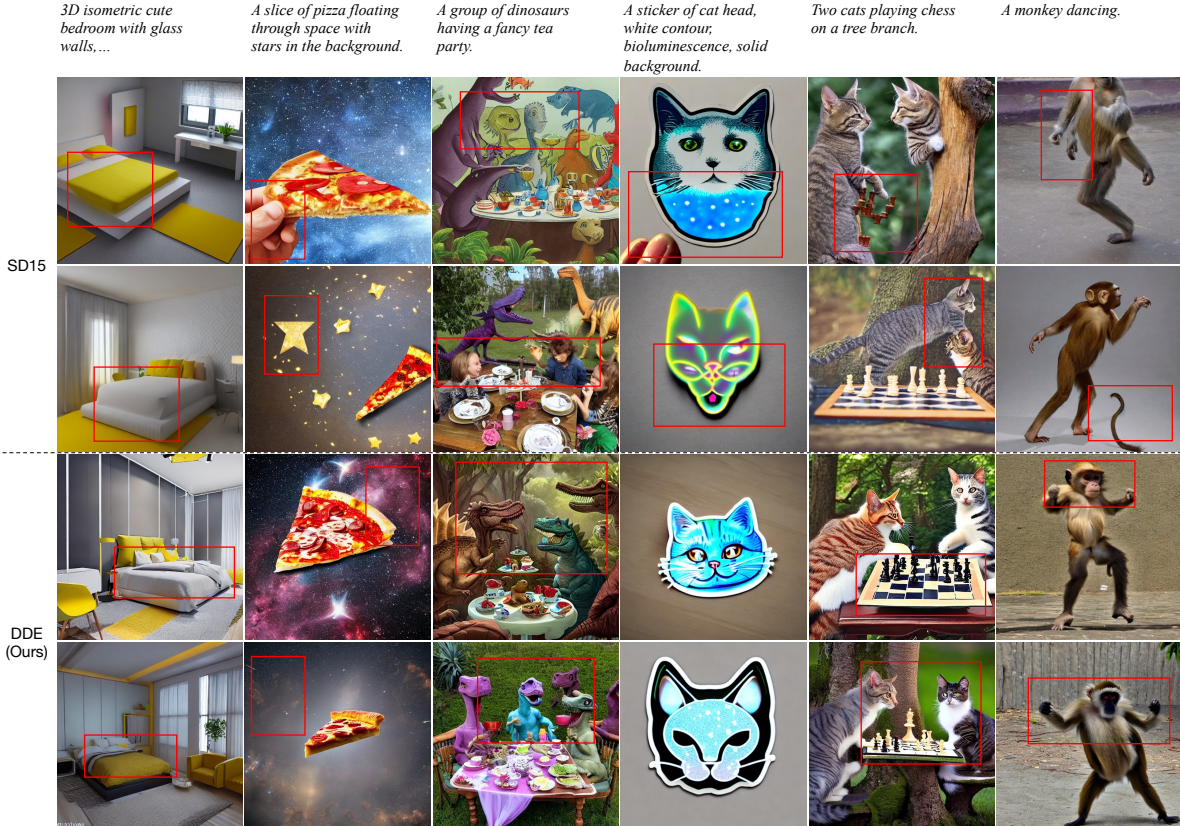 3D isometric cute
bedroom with glass
walls,...
A slice of pizza floating
through space with
stars in the background.
A group of dinosaurs
having a fancy tea
party.
A sticker of cat head,
white contour,
bioluminescence, solid
background.
Two cats playing chess
on a tree branch.
A monkey dancing.
SD15
DDE
(Ours)